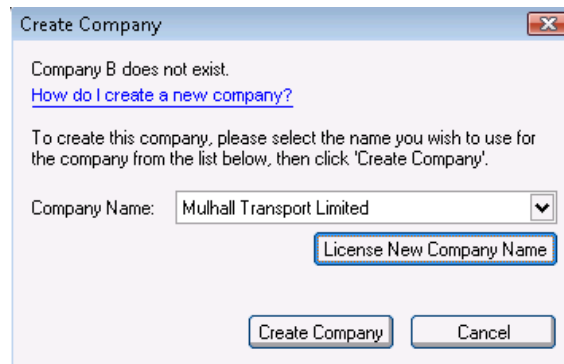 Create Company
Company B does not exist.
How do I create a new company?
To create this company, please select the name you wish to use for
the company from the list below, then click 'Create Company'.
Company Name: Mulhall Transport Limited
License New Company Name
Create Company Cancel